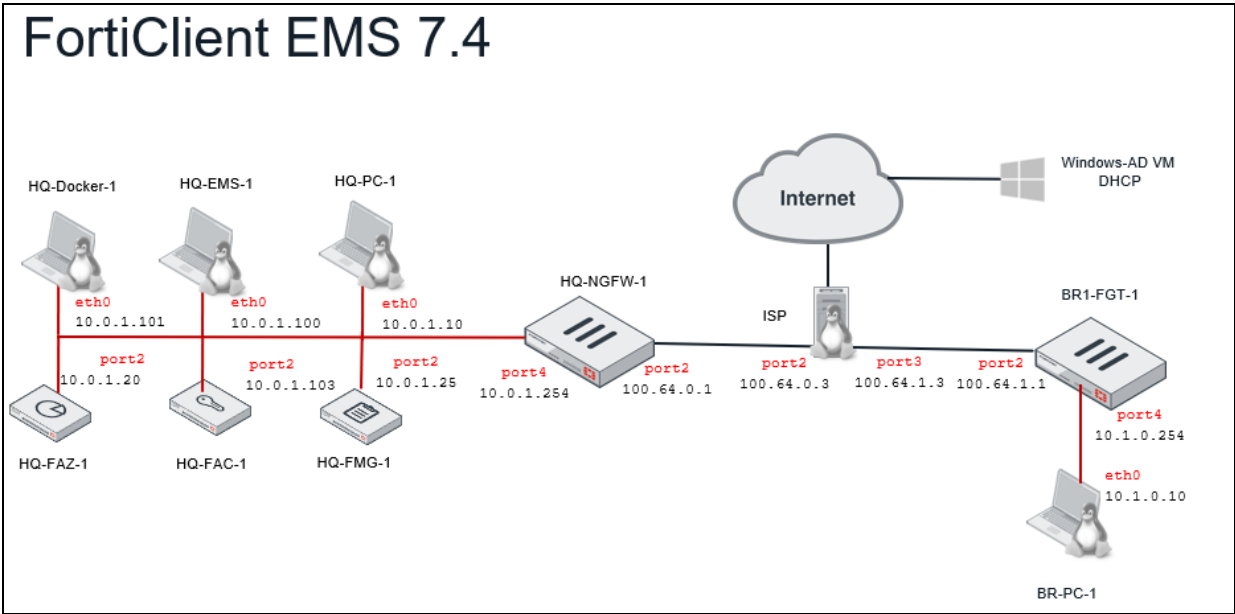 FortiClient EMS 7.4
HQ-Docker-1
HQ-EMS-1
HQ-PC-1
eth0
10.0.1.101
eth0
10.0.1.100
eth0
10.0.1.10
port2
10.0.1.20
port2
10.0.1.103
port2
10.0.1.25
HQ-FAZ-1
HQ-FAC-1
HQ-FMG-1
port4
10.0.1.254
HQ-NGFW-1
port2
100.64.0.1
Internet
Windows-AD VM
DHCP
ISP
port2
100.64.0.3
port3
100.64.1.3
port2
100.64.1.1
BR1-FGT-1
port4
10.1.0.254
eth0
10.1.0.10
BR-PC-1